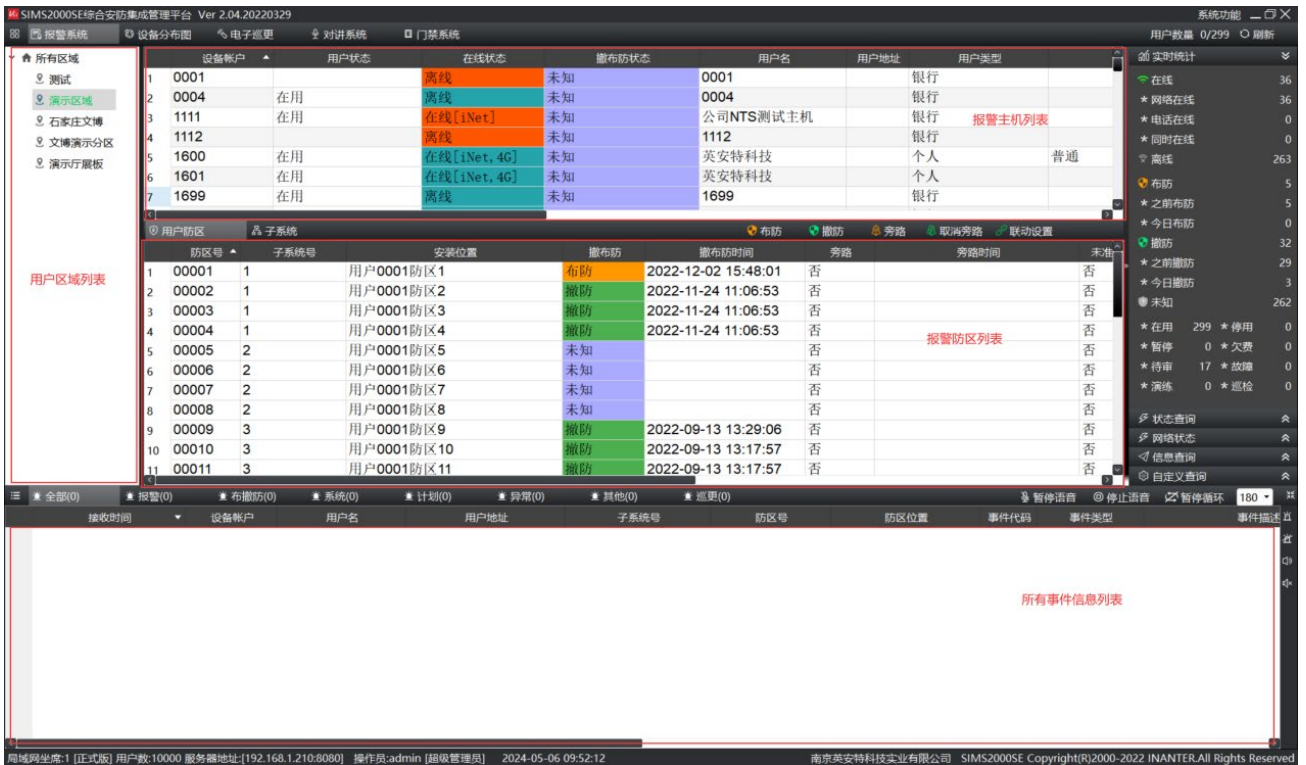 SIMS2000SE综合安防集成管理平台 Ver 2.04.20220329 系统功能
报警系统 设备分布图 电子巡更 对讲系统 门禁系统 用户数量 0/299 刷新
所有区域
测试
演示区域
石家庄文博
文博演示分区
演示厅展板
用户区域列表
设备帐户 用户状态 在线状态 撤布防状态 用户名 用户地址 用户类型
1 0001 离线 未知 0001 银行
2 0004 在用 离线 未知 0004 银行
3 1111 在用 在线[iNet] 未知 公司NTS测试主机 银行
4 1112 离线 未知 1112 银行
5 1600 在用 在线[iNet,4G] 未知 英安特科技 个人 普通
6 1601 在用 在线[iNet,4G] 未知 英安特科技 个人
7 1699 在用 离线 未知 1699 银行
报警主机列表
用户防区 子系统 布防 撤防 旁路 取消旁路 联动设置
防区号 子系统号 安装位置 撤布防 撤布防时间 旁路 旁路时间 未准
1 00001 1 用户0001防区1 布防 2022-12-02 15:48:01 否 否
2 00002 1 用户0001防区2 撤防 2022-11-24 11:06:53 否 否
3 00003 1 用户0001防区3 撤防 2022-11-24 11:06:53 否 否
4 00004 1 用户0001防区4 撤防 2022-11-24 11:06:53 否 否
5 00005 2 用户0001防区5 未知 否 否
6 00006 2 用户0001防区6 未知 否 否
7 00007 2 用户0001防区7 未知 否 否
8 00008 2 用户0001防区8 未知 否 否
9 00009 3 用户0001防区9 撤防 2022-09-13 13:29:06 否 否
10 00010 3 用户0001防区10 撤防 2022-09-13 13:17:57 否 否
11 00011 3 用户0001防区11 撤防 2022-09-13 13:17:57 否 否
报警防区列表
实时统计
在线 36
★网络在线 36
★电话在线 0
★同时在线 0
离线 263
布防 5
★之前布防 5
★今日布防 0
撤防 32
★之前撤防 29
★今日撤防 3
未知 262
★在用 299 ★停用 0
★暂停 0 ★欠费 0
★待审 17 ★故障 0
★演练 0 ★巡检 0
状态查询
网络状态
信息查询
自定义查询
全部(0) 报警(0) 布撤防(0) 系统(0) 计划(0) 异常(0) 其他(0) 巡更(0) 暂停语音 停止语音 暂停循环 180
接收时间 设备帐户 用户名 用户地址 子系统号 防区号 防区位置 事件代码 事件类型 事件描述
所有事件信息列表
局域网坐席:1 [正式版] 用户数:10000 服务器地址:[192.168.1.210:8080] 操作员:admin [超级管理员] 2024-05-06 09:52:12 南京英安特科技实业有限公司 SIMS2000SE Copyright(R)2000-2022 INANTER.All Rights Reserved